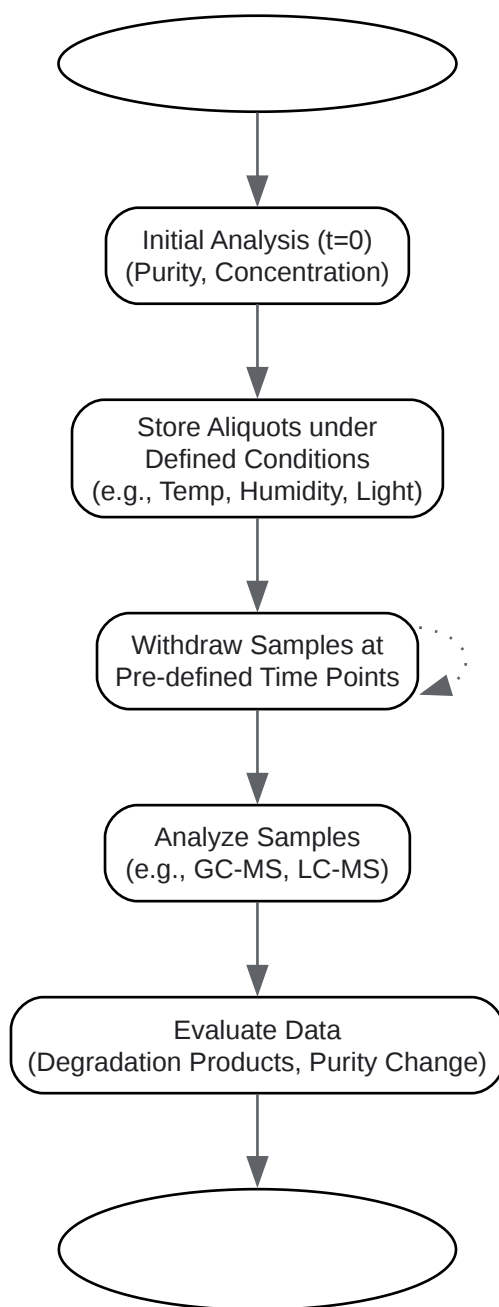 Initial Analysis (t=0)
(Purity, Concentration)
Store Aliquots under
Defined Conditions
(e.g., Temp, Humidity, Light)
Withdraw Samples at
Pre-defined Time Points
Analyze Samples
(e.g., GC-MS, LC-MS)
Evaluate Data
(Degradation Products, Purity Change)